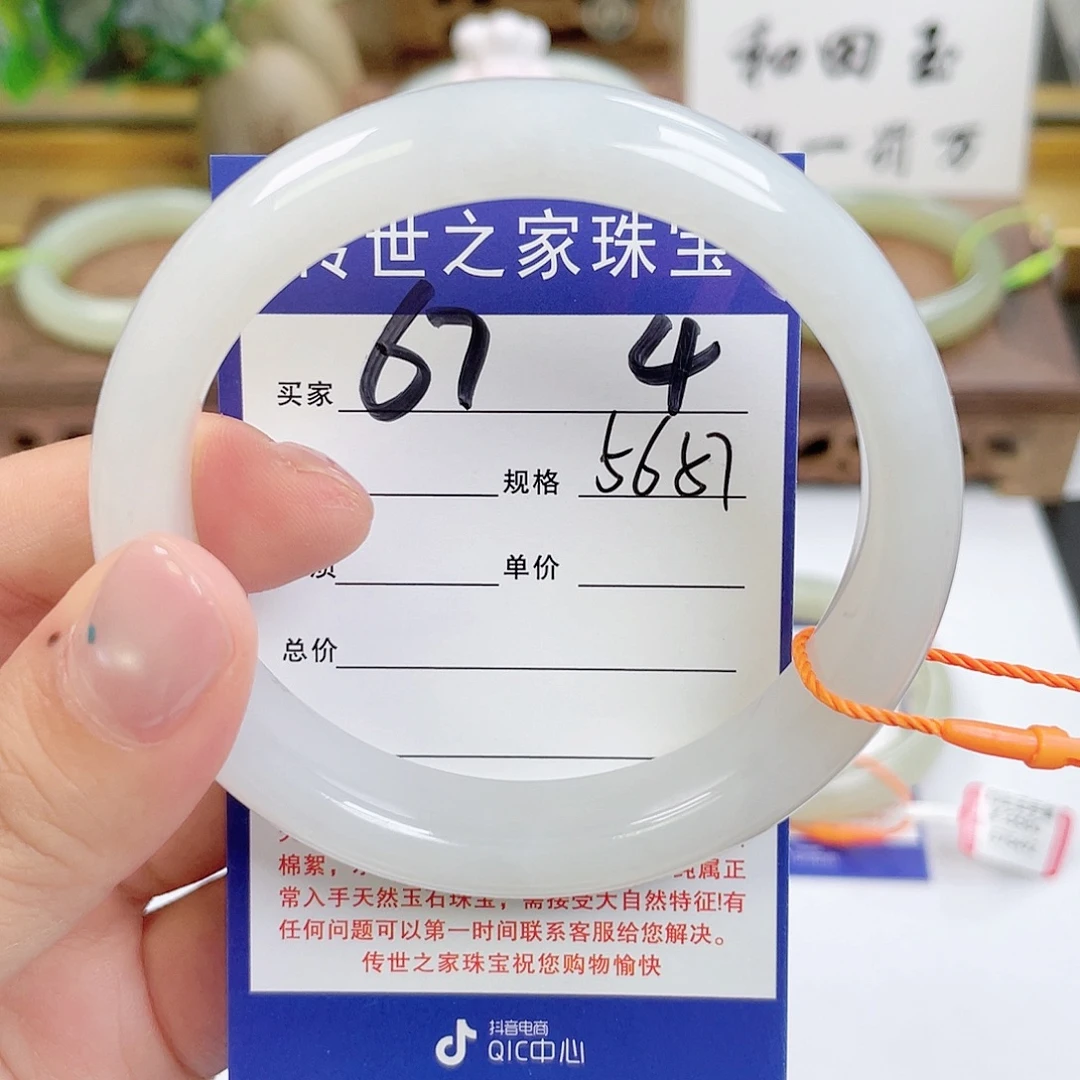 和田玉
传世之家珠宝
买家 67 4
规格 5657
单价
总价
棉絮，
常入手天然玉石珠宝，需接受大自然特征!有
任何问题可以第一时间联系客服给您解决。
传世之家珠宝祝您购物愉快
抖音电商
QIC中心